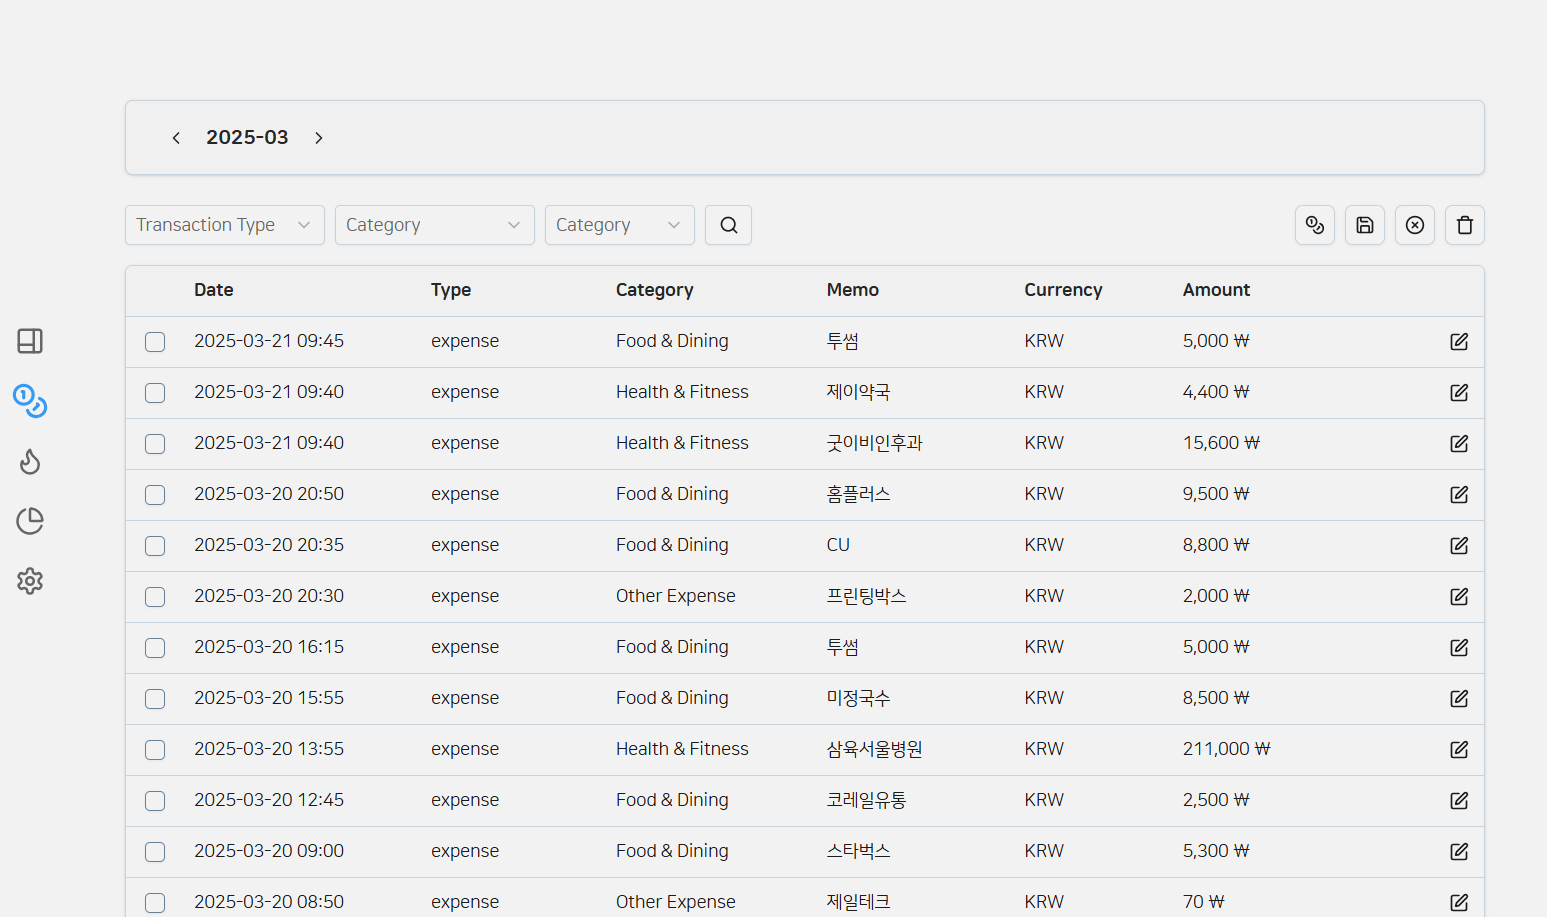 2025-03
Transaction Type Category Category
Date Type Category Memo Currency Amount
2025-03-21 09:45 expense Food & Dining 투썸 KRW 5,000 ₩
2025-03-21 09:40 expense Health & Fitness 제이약국 KRW 4,400 ₩
2025-03-21 09:40 expense Health & Fitness 굿이비인후과 KRW 15,600 ₩
2025-03-20 20:50 expense Food & Dining 홈플러스 KRW 9,500 ₩
2025-03-20 20:35 expense Food & Dining CU KRW 8,800 ₩
2025-03-20 20:30 expense Other Expense 프린팅박스 KRW 2,000 ₩
2025-03-20 16:15 expense Food & Dining 투썸 KRW 5,000 ₩
2025-03-20 15:55 expense Food & Dining 미정국수 KRW 8,500 ₩
2025-03-20 13:55 expense Health & Fitness 삼육서울병원 KRW 211,000 ₩
2025-03-20 12:45 expense Food & Dining 코레일유통 KRW 2,500 ₩
2025-03-20 09:00 expense Food & Dining 스타벅스 KRW 5,300 ₩
2025-03-20 08:50 expense Other Expense 제일테크 KRW 70 ₩